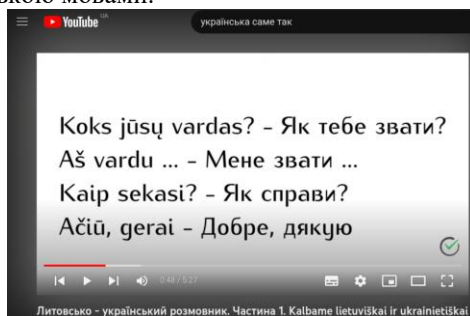 ькою мовами.
YouTube UA
українська саме так
Koks jūsų vardas? - Як тебе звати?
Aš vardu ... - Мене звати ...
Kaip sekasi? - Як справи?
Ačiū, gerai - Добре, дякую
0:48 / 5:27
Литовсько - український розмовник. Частина 1. Kalbame lietuviškai ir ukrainietiškai